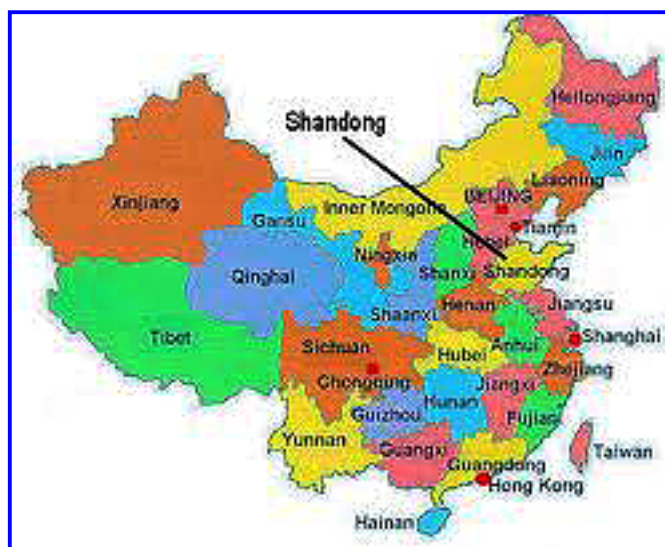 Heilongjiang
Shandong
Jilin
Liaoning
Xinjiang
Inner Mongolia
BEIJING
Gansu
Tianjin
Hebei
Ningxia
Qinghai
Shanxi
Shandong
Henan
Jiangsu
Shaanxi
Tibet
Sichuan
Anhui
Shanghai
Hubei
Chongqing
Zhejiang
Jiangxi
Hunan
Guizhou
Fujian
Yunnan
Guangxi
Taiwan
Guangdong
Hong Kong
Hainan